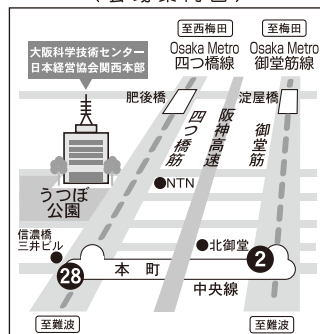 至西梅田
至梅田
Osaka Metro
四つ橋線
Osaka Metro
御堂筋線
大阪科学技術センター
日本経営協会関西本部
肥後橋
淀屋橋
四つ橋筋
阪神高速
御堂筋
うつぼ
公園
●NTN
信濃橋
三井ビル
●北御堂
28
本町
2
中央線
至難波
至難波